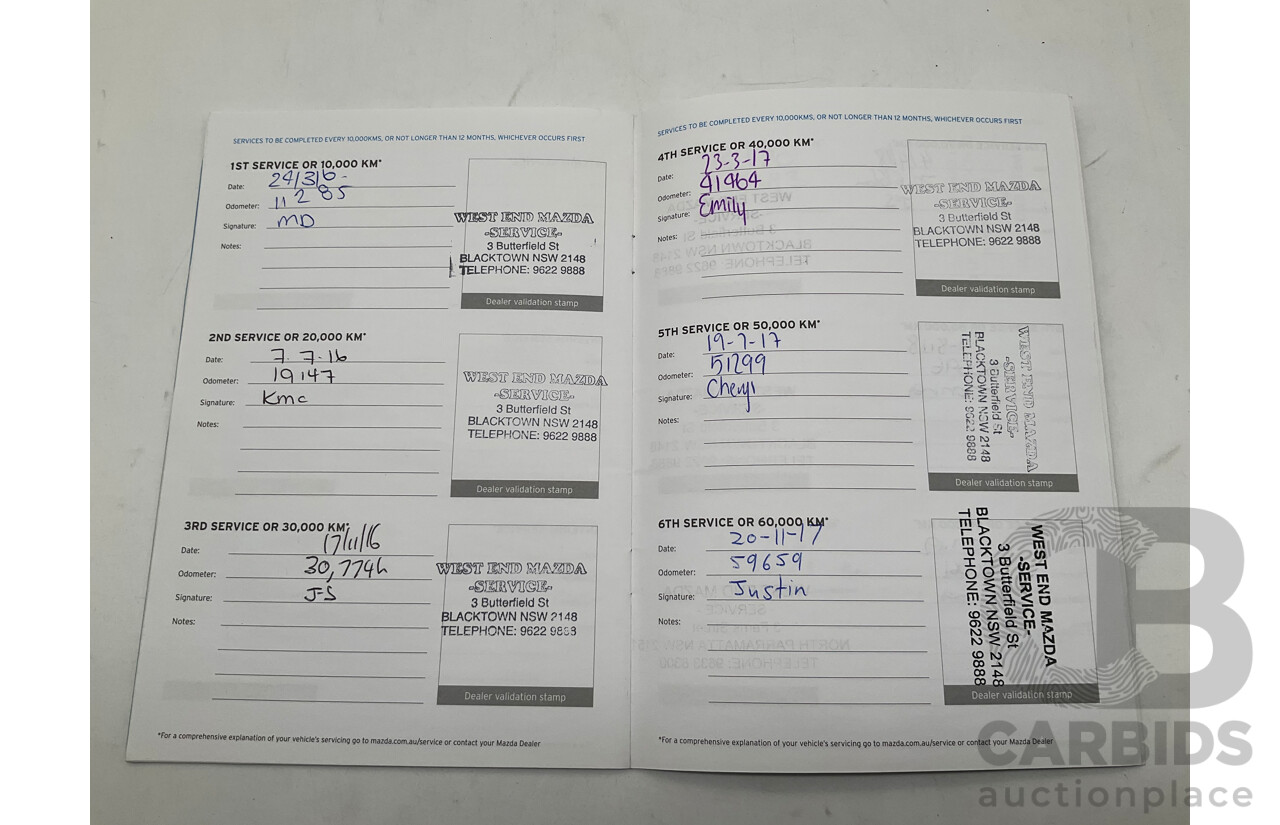 SERVICES TO BE COMPLETED EVERY 10,000KMS, OR NOT LONGER THAN 12 MONTHS, WHICHEVER OCCURS FIRST
1ST SERVICE OR 10,000 KM*
Date: 24/3/6-
Odometer: 11285
Signature: MD
Notes:
WEST END MAZDA
-SERVICE-
3 Butterfield St
BLACKTOWN NSW 2148
TELEPHONE: 9622 9888
Dealer validation stamp
2ND SERVICE OR 20,000 KM*
Date: 7.7.16
Odometer: 19147
Signature: Kmc
Notes:
WEST END MAZDA
-SERVICE-
3 Butterfield St
BLACKTOWN NSW 2148
TELEPHONE: 9622 9888
Dealer validation stamp
3RD SERVICE OR 30,000 KM*
Date: 17/11/16
Odometer: 30,774
Signature: J-S
Notes:
WEST END MAZDA
-SERVICE-
3 Butterfield St
BLACKTOWN NSW 2148
TELEPHONE: 9622 9888
Dealer validation stamp
*For a comprehensive explanation of your vehicle's servicing go to mazda.com.au/service or contact your Mazda Dealer
SERVICES TO BE COMPLETED EVERY 10,000KMS, OR NOT LONGER THAN 12 MONTHS, WHICHEVER OCCURS FIRST
4TH SERVICE OR 40,000 KM*
Date: 23-3-17
Odometer: 41464
Signature: Emily
Notes:
WEST END MAZDA
-SERVICE-
3 Butterfield St
BLACKTOWN NSW 2148
TELEPHONE: 9622 9888
Dealer validation stamp
5TH SERVICE OR 50,000 KM*
Date: 19-7-17
Odometer: 51299
Signature: Cheryl
Notes:
WEST END MAZDA
-SERVICE-
3 Butterfield St
BLACKTOWN NSW 2148
TELEPHONE: 9622 9888
Dealer validation stamp
6TH SERVICE OR 60,000 KM*
Date: 20-11-17
Odometer: 59659
Signature: Justin
Notes:
WEST END MAZDA
-SERVICE-
3 Butterfield St
BLACKTOWN NSW 2148
TELEPHONE: 9622 9888
Dealer validation stamp
*For a comprehensive explanation of your vehicle's servicing go to mazda.com.au/service or contact your Mazda Dealer
CARBIDS
auctionplace